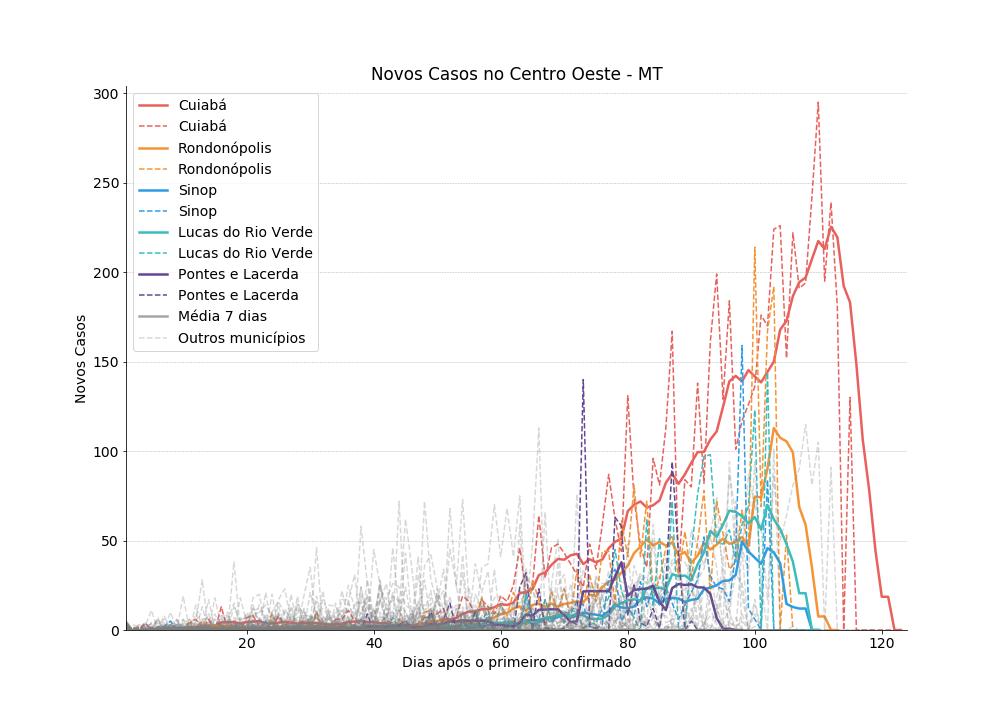 Novos Casos no Centro Oeste - MT
300
250
200
150
100
50
0
Novos Casos
Cuiabá
Cuiabá
Rondonópolis
Rondonópolis
Sinop
Sinop
Lucas do Rio Verde
Lucas do Rio Verde
Pontes e Lacerda
Pontes e Lacerda
Média 7 dias
Outros municípios
20 40 60 80 100 120
Dias após o primeiro confirmado